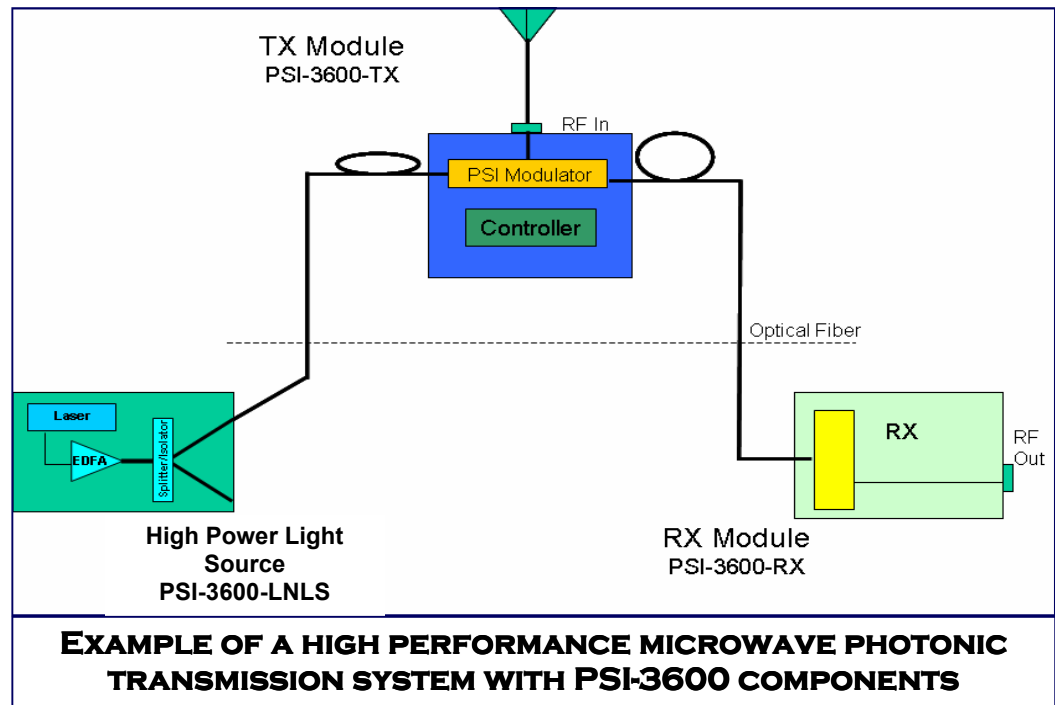 TX Module
PSI-3600-TX
RF In
PSI Modulator
Controller
Optical Fiber
Laser
EDFA
Splitter/Isolator
RX
RF
Out
High Power Light
Source
PSI-3600-LNLS
RX Module
PSI-3600-RX
EXAMPLE OF A HIGH PERFORMANCE MICROWAVE PHOTONIC
TRANSMISSION SYSTEM WITH PSI-3600 COMPONENTS